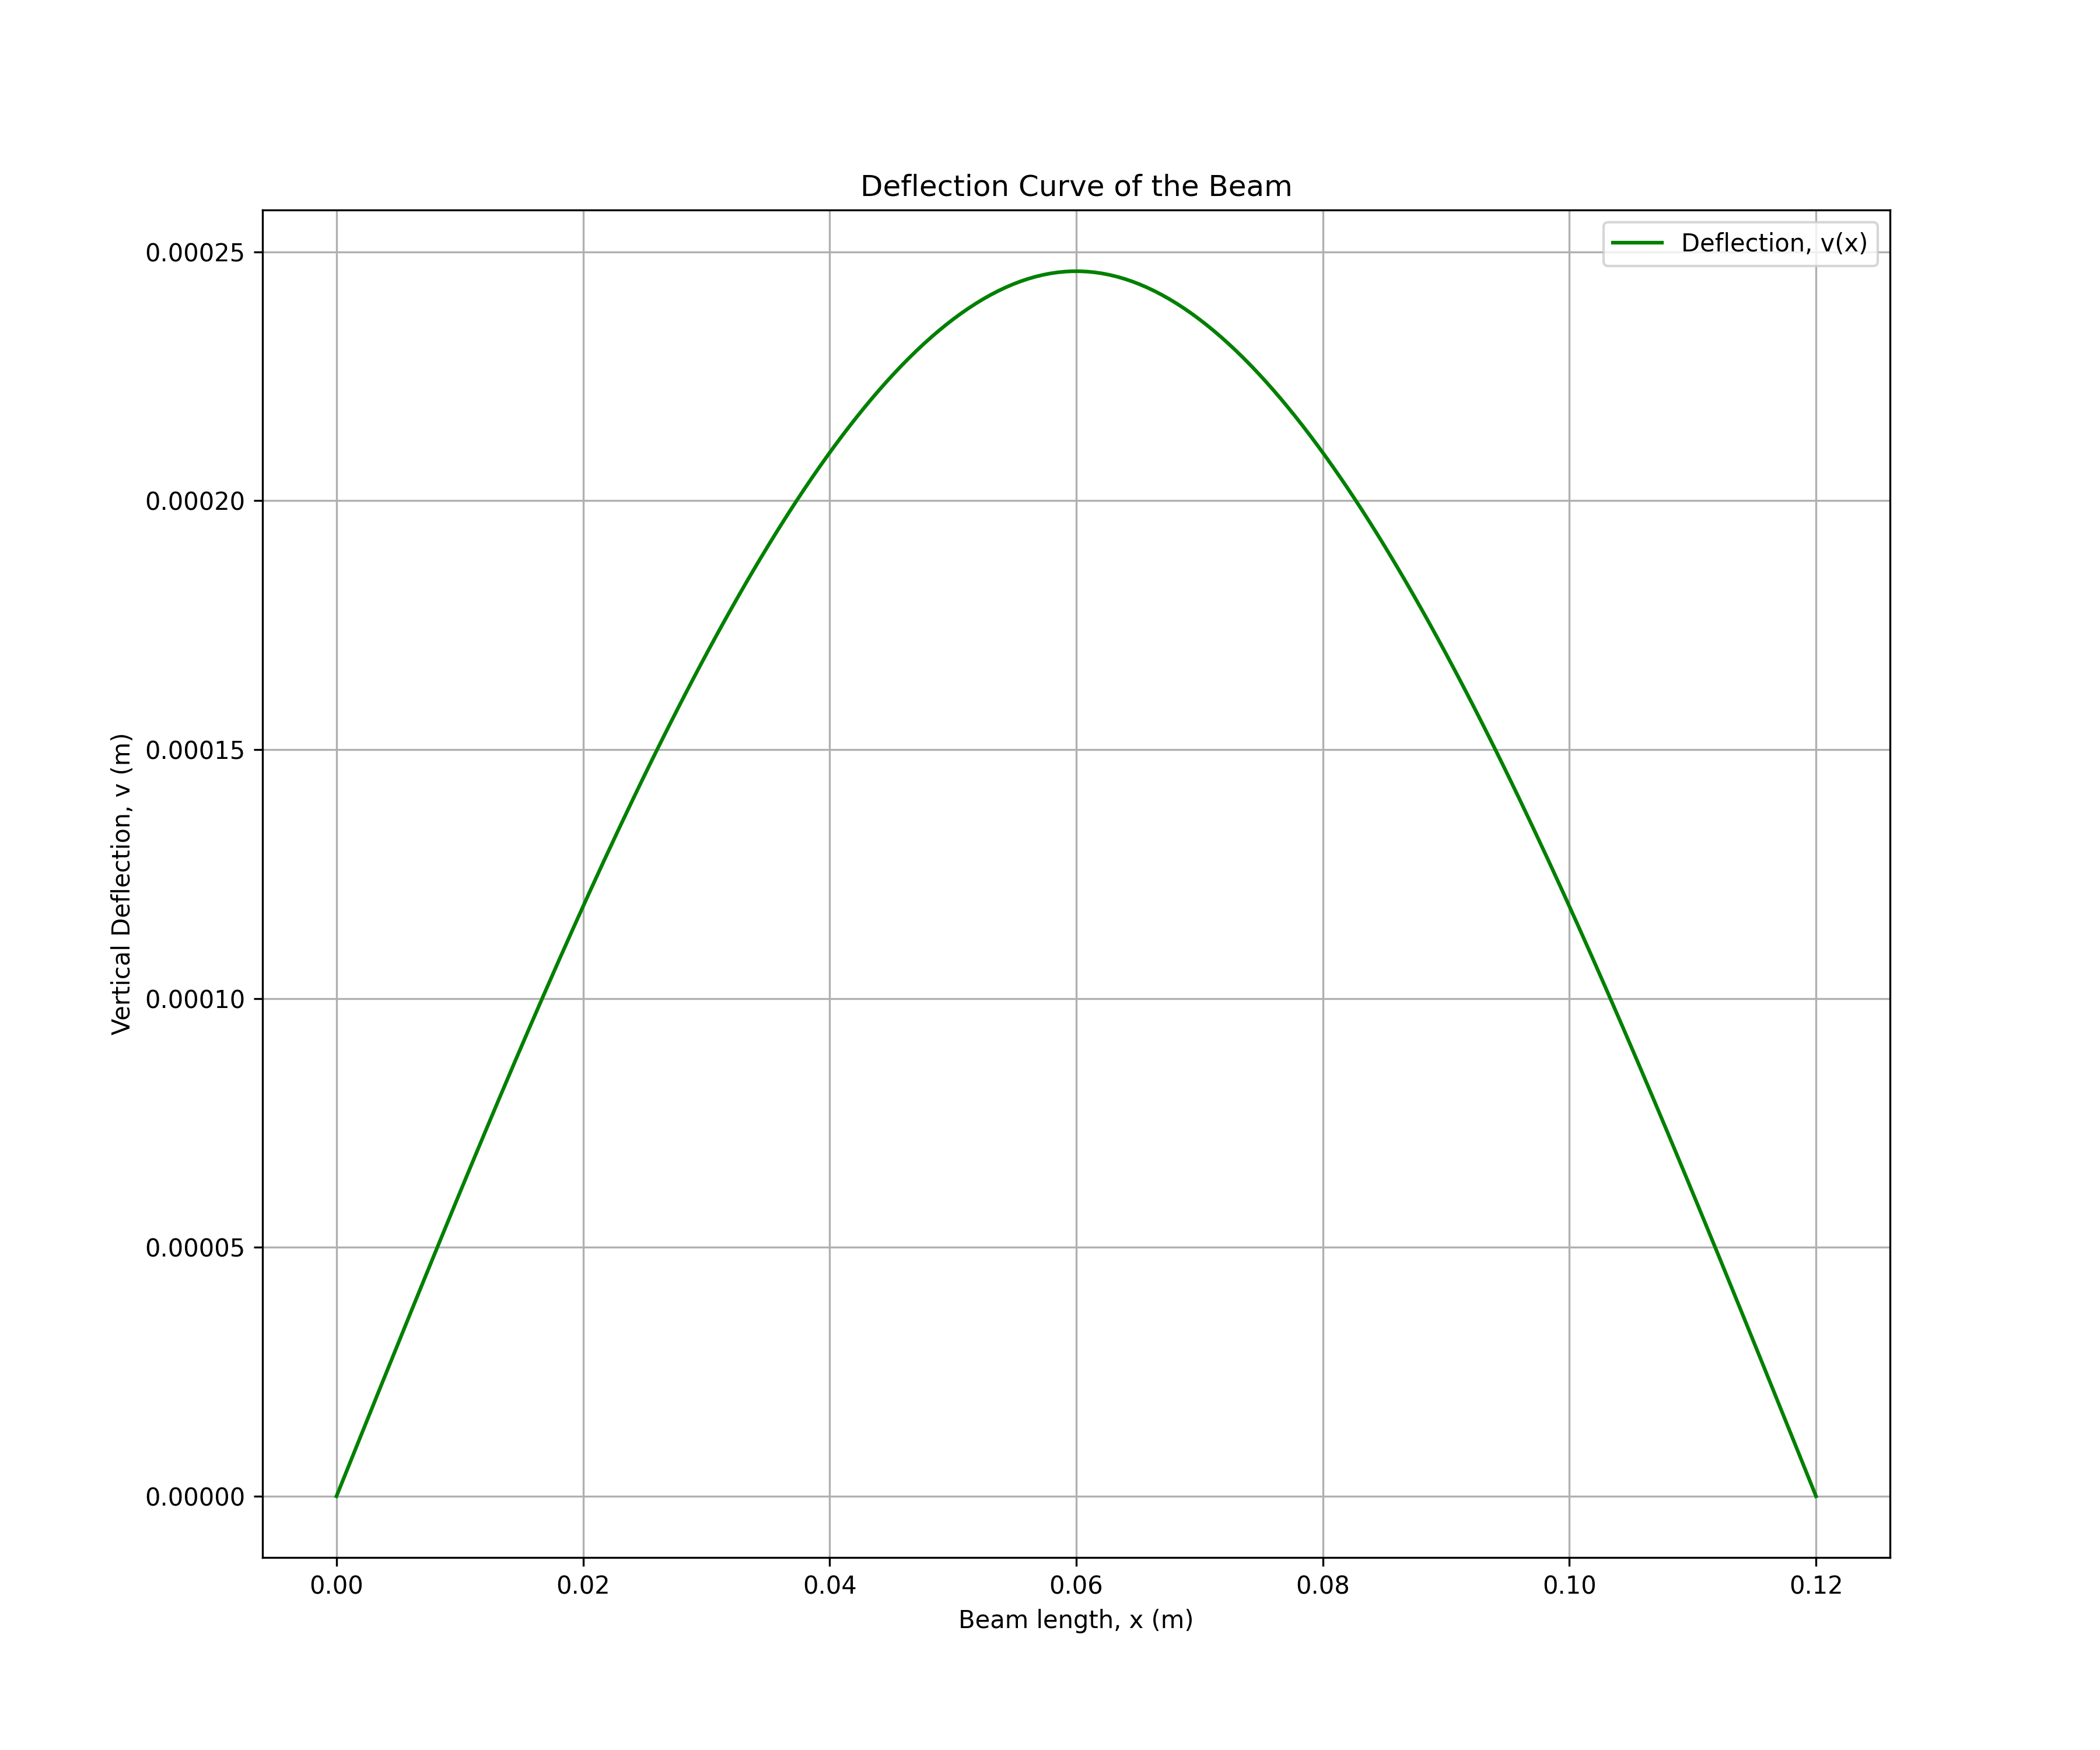 Deflection Curve of the Beam
Deflection, v(x)
0.00025
0.00020
0.00015
0.00010
0.00005
0.00000
Vertical Deflection, v (m)
0.00 0.02 0.04 0.06 0.08 0.10 0.12
Beam length, x (m)